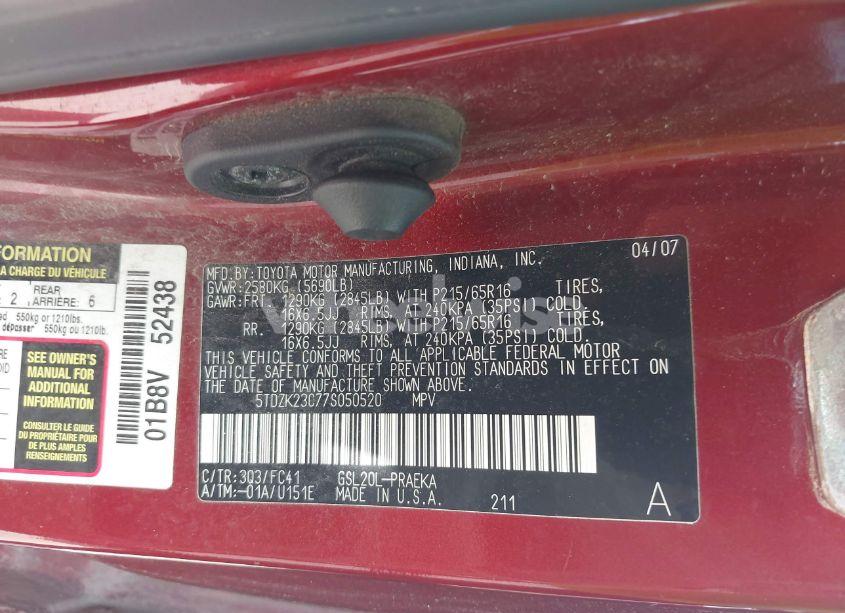 FORMATION
LA CHARGE DU VÉHICULE
REAR
2 ARRIÈRE: 6
550kg or 1210lbs.
dépasser 550kg ou 1210lb.
SEE OWNER'S
MANUAL FOR
ADDITIONAL
INFORMATION
CONSULTER LE GUIDE
DU PROPRIÉTAIRE
POUR DE PLUS
AMPLES
RENSEIGNEMENTS
01B8V 52438
MFD.BY:TOYOTA MOTOR MANUFACTURING, INDIANA, INC. 04/07
GVWR:2580KG (5690LB)
GAWR:FRT. 1290KG (2845LB) WITH P215/65R16 TIRES,
16X6.5JJ RIMS, AT 240KPA (35PSI) COLD.
RR. 1290KG (2845LB) WITH P215/65R16 TIRES,
16X6.5JJ RIMS, AT 240KPA (35PSI) COLD.
THIS VEHICLE CONFORMS TO ALL APPLICABLE FEDERAL MOTOR
VEHICLE SAFETY AND THEFT PREVENTION STANDARDS IN EFFECT ON
THE DATE OF MANUFACTURE SHOWN ABOVE.
5TDZK23C77S050520 MPV
C/TR:3Q3/FC41 GSL20L-PRAEKA
A/TM:-01A/U151E MADE IN U.S.A. 211 A